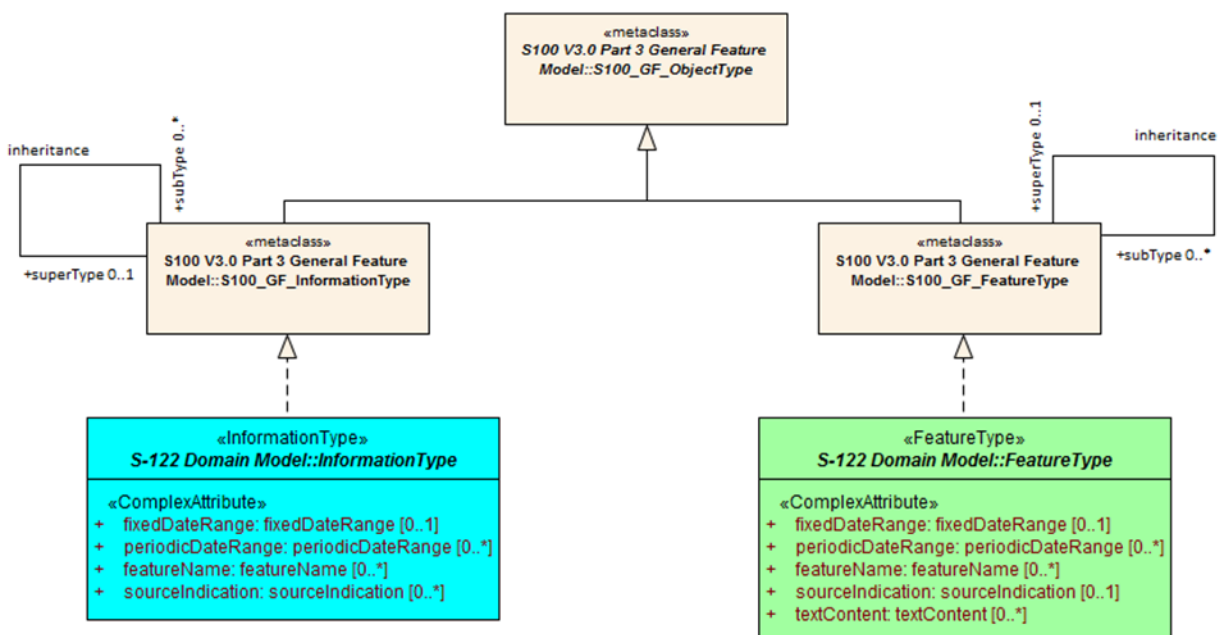 «metaclass»
S100 V3.0 Part 3 General Feature
Model::S100_GF_ObjectType
inheritance
+subType 0..*
+superType 0..1
inheritance
«metaclass»
S100 V3.0 Part 3 General Feature
Model::S100_GF_InformationType
+superType 0..1
«metaclass»
S100 V3.0 Part 3 General Feature
Model::S100_GF_FeatureType
+subType 0..*
«InformationType»
S-122 Domain Model::InformationType
«ComplexAttribute»
+ fixedDateRange: fixedDateRange [0..1]
+ periodicDateRange: periodicDateRange [0..*]
+ featureName: featureName [0..*]
+ sourceIndication: sourceIndication [0..*]
«FeatureType»
S-122 Domain Model::FeatureType
«ComplexAttribute»
+ fixedDateRange: fixedDateRange [0..1]
+ periodicDateRange: periodicDateRange [0..*]
+ featureName: featureName [0..*]
+ sourceIndication: sourceIndication [0..1]
+ textContent: textContent [0..*]